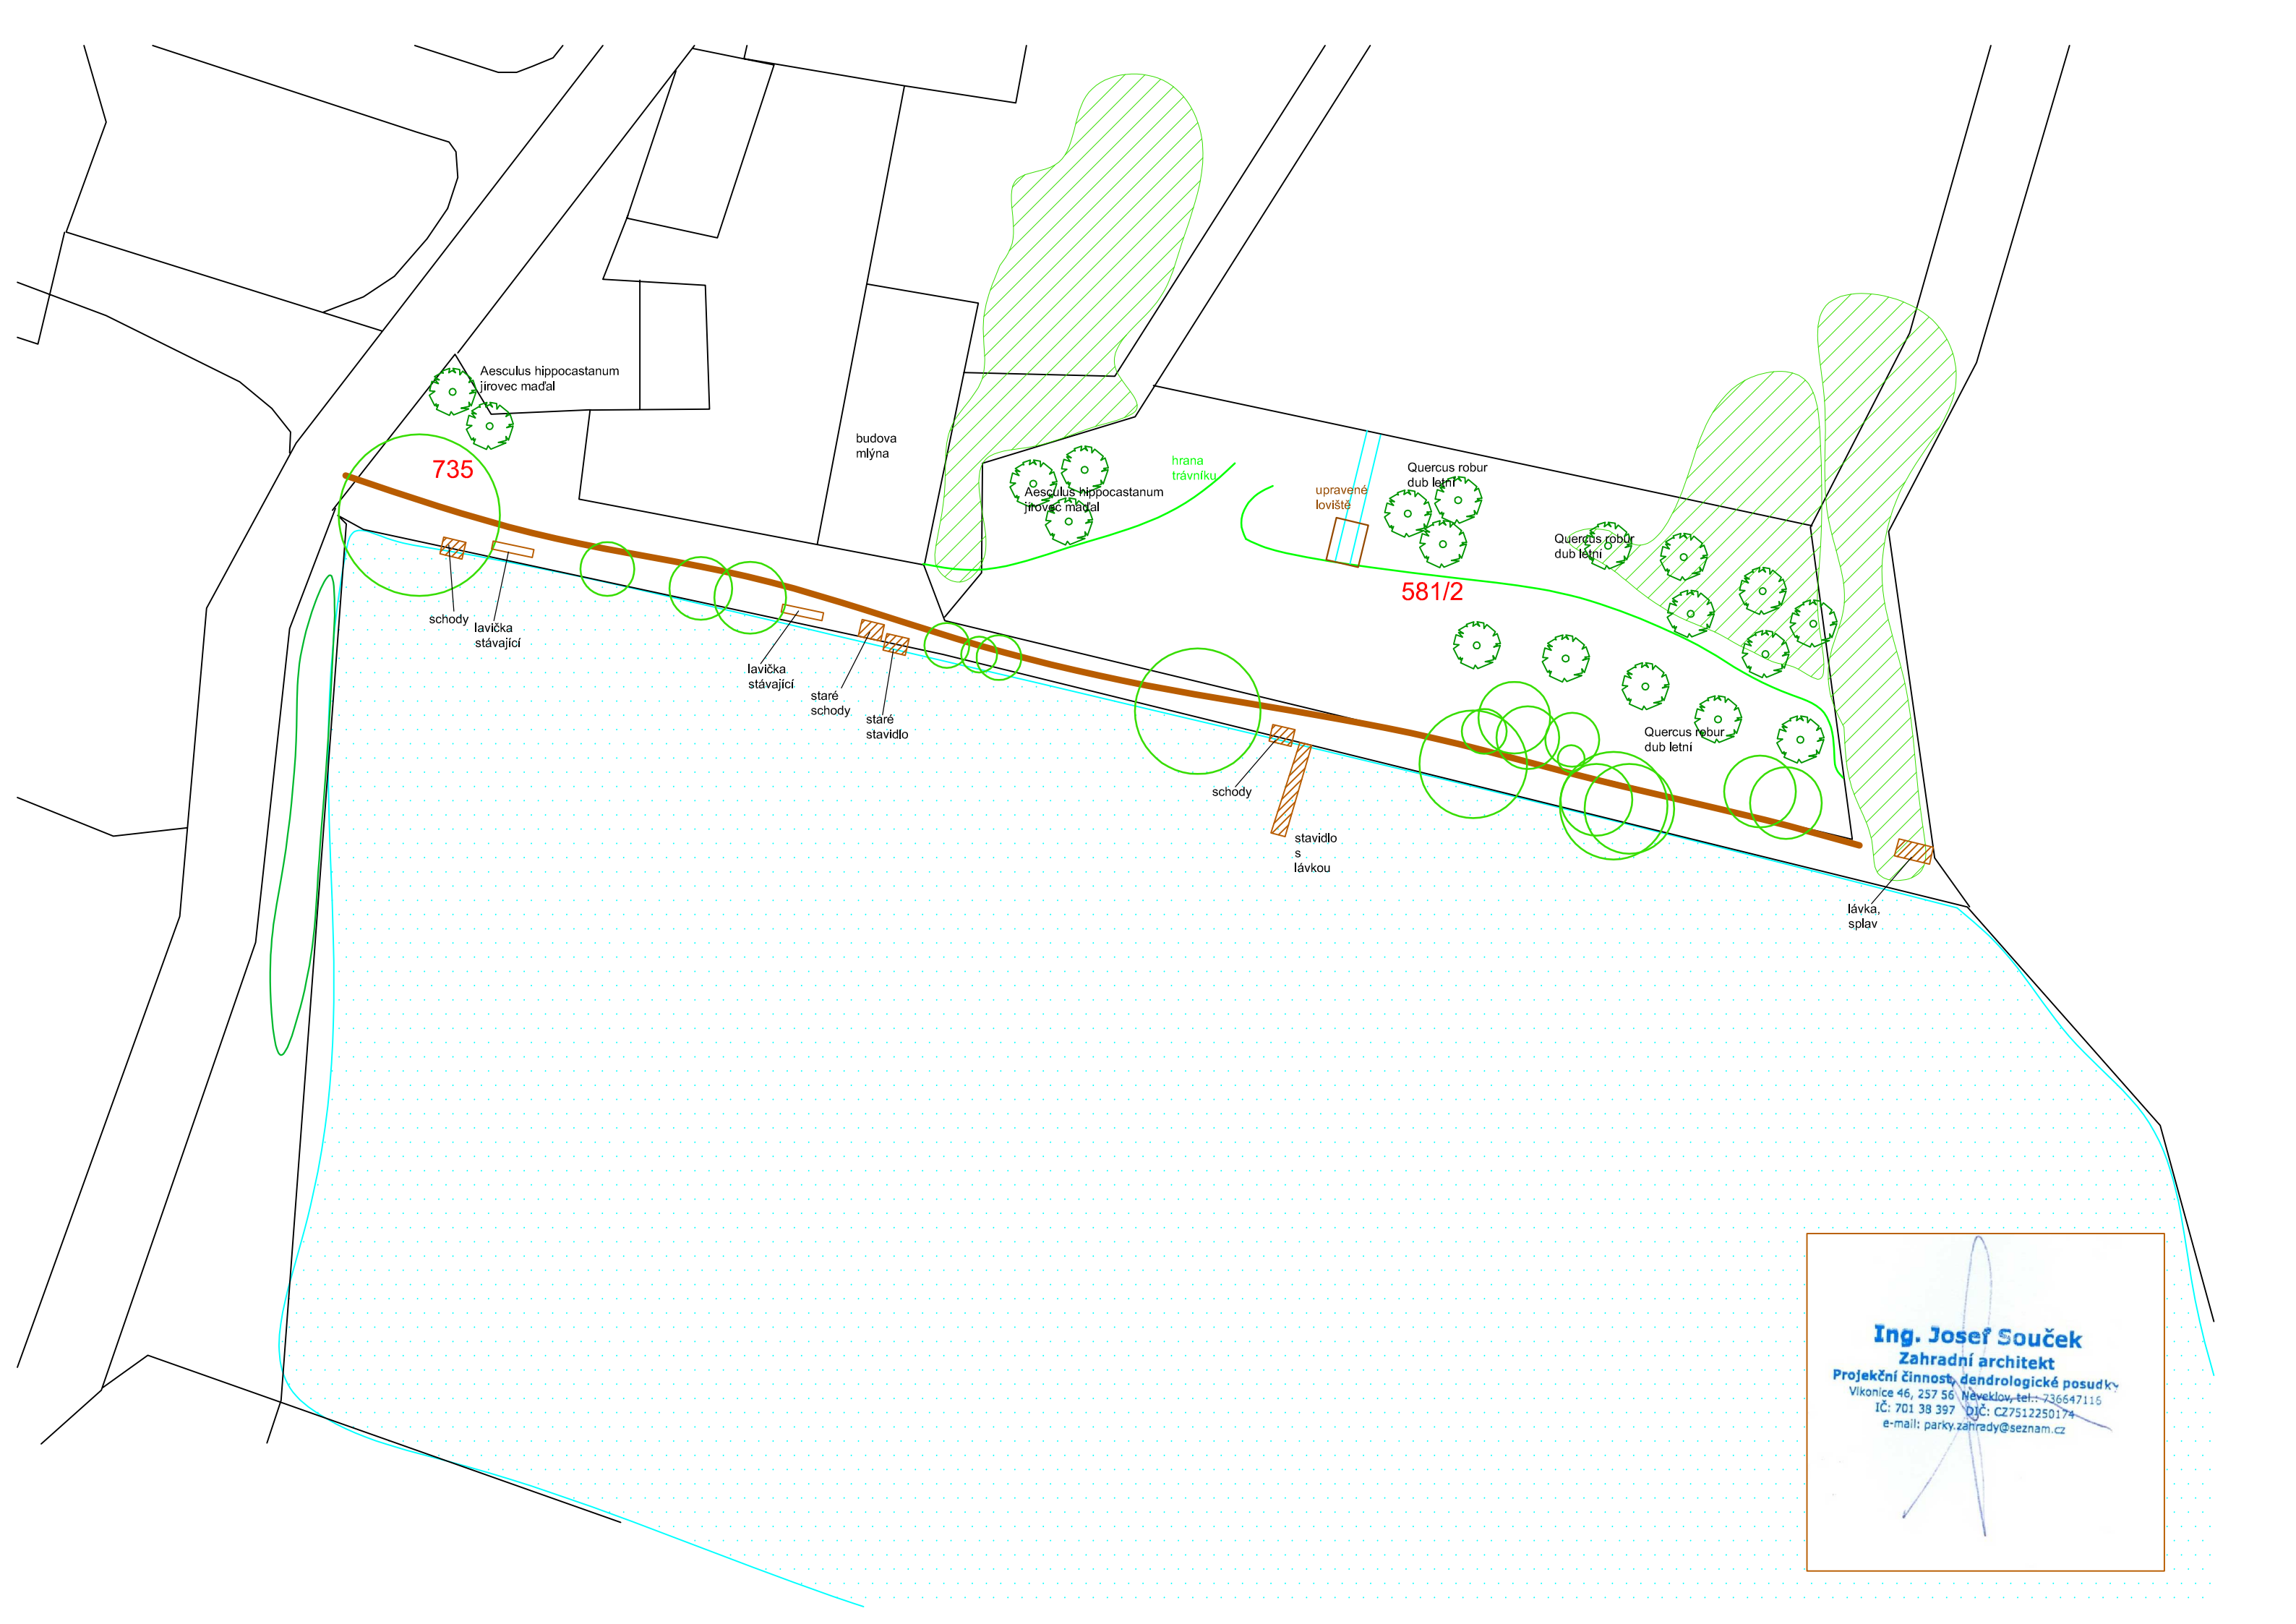 Aesculus hippocastanum
jírovec maďal
735
budova
mlýna
hrana
trávníku
Aesculus hippocastanum
jírovec maďal
upravené
loviště
Quercus robur
dub letní
581/2
Quercus robur
dub letní
schody
lavička
stávající
lavička
stávající
staré
schody
staré
stavidlo
Quercus robur
dub letní
schody
stavidlo
s
lávkou
lávka,
splav
Ing. Josef Souček
Zahradní architekt
Projekční činnost, dendrologické posudky
Vlkonice 46, 257 56 Neveklov, tel.: 736647116
IČ: 701 38 397 DIČ: CZ7512250174
e-mail: parky.zahrady@seznam.cz